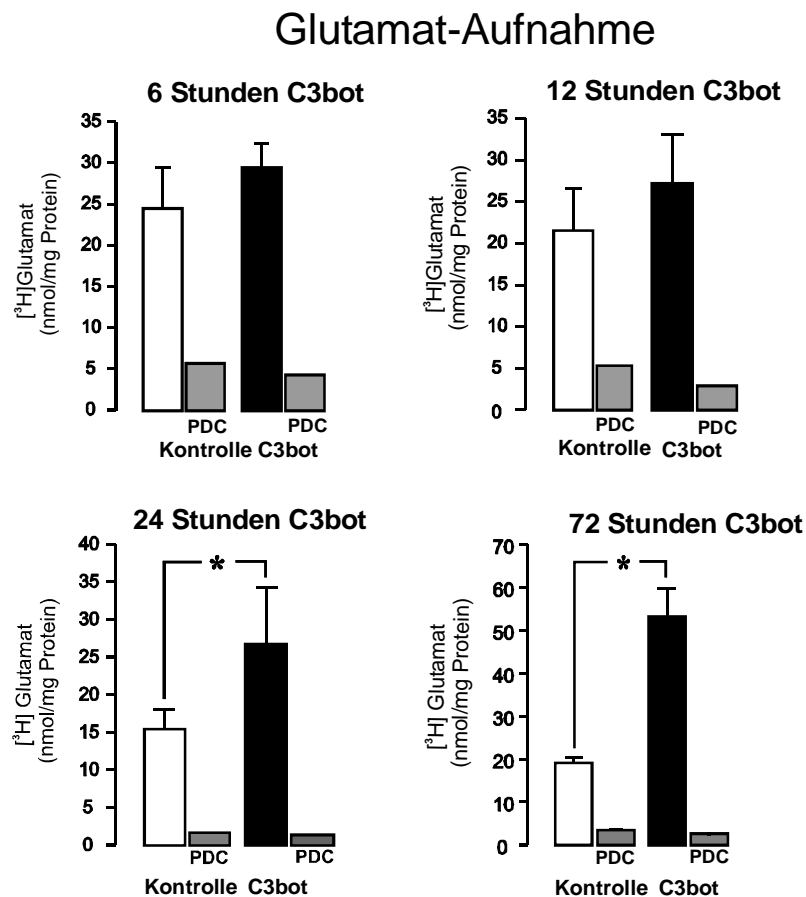 Glutamat-Aufnahme
6 Stunden C3bot
35
30
25
20
15
10
5
0
[³H]Glutamat
(nmol/mg Protein)
PDC PDC
Kontrolle C3bot
12 Stunden C3bot
35
30
25
20
15
10
5
0
[³H]Glutamat
(nmol/mg Protein)
PDC PDC
Kontrolle C3bot
24 Stunden C3bot
40
35
30
25
20
15
10
5
0
[³H] Glutamat
(nmol/mg Protein)
*
PDC PDC
Kontrolle C3bot
72 Stunden C3bot
70
60
50
40
30
20
10
0
[³H] Glutamat
(nmol/mg Protein)
*
PDC PDC
Kontrolle C3bot